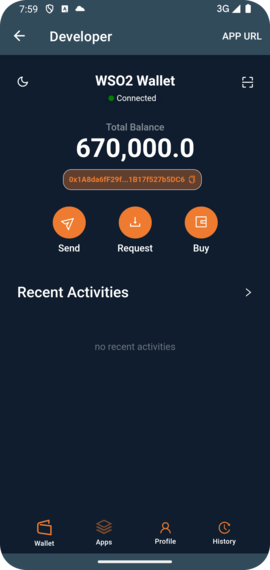 7:59
3G
Developer
APP URL
WSO2 Wallet
Connected
Total Balance
670,000.0
0x1A8da6fF29f...1B17f527b5DC6
Send
Request
Buy
Recent Activities
no recent activities
Wallet
Apps
Profile
History